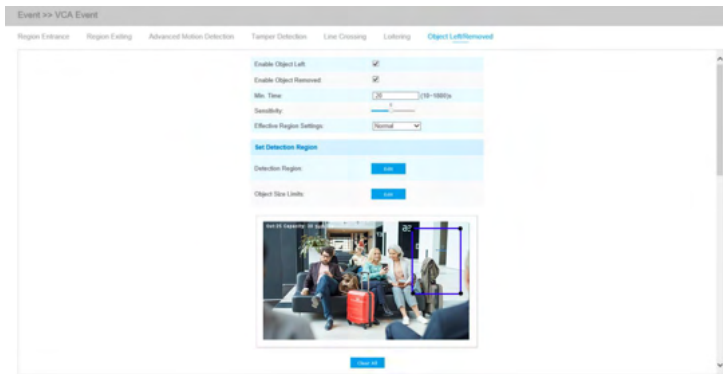 Event >> VCA Event
Region Entrance Region Exiting Advanced Motion Detection Tamper Detection Line Crossing Loitering Object Left/Removed
Enable Object Left
Enable Object Removed
Min. Time 20 (10~1800)s
Sensitivity:
Effective Region Settings: Normal
Set Detection Region
Detection Region: Edit
Object Size Limits: Edit
Clear All